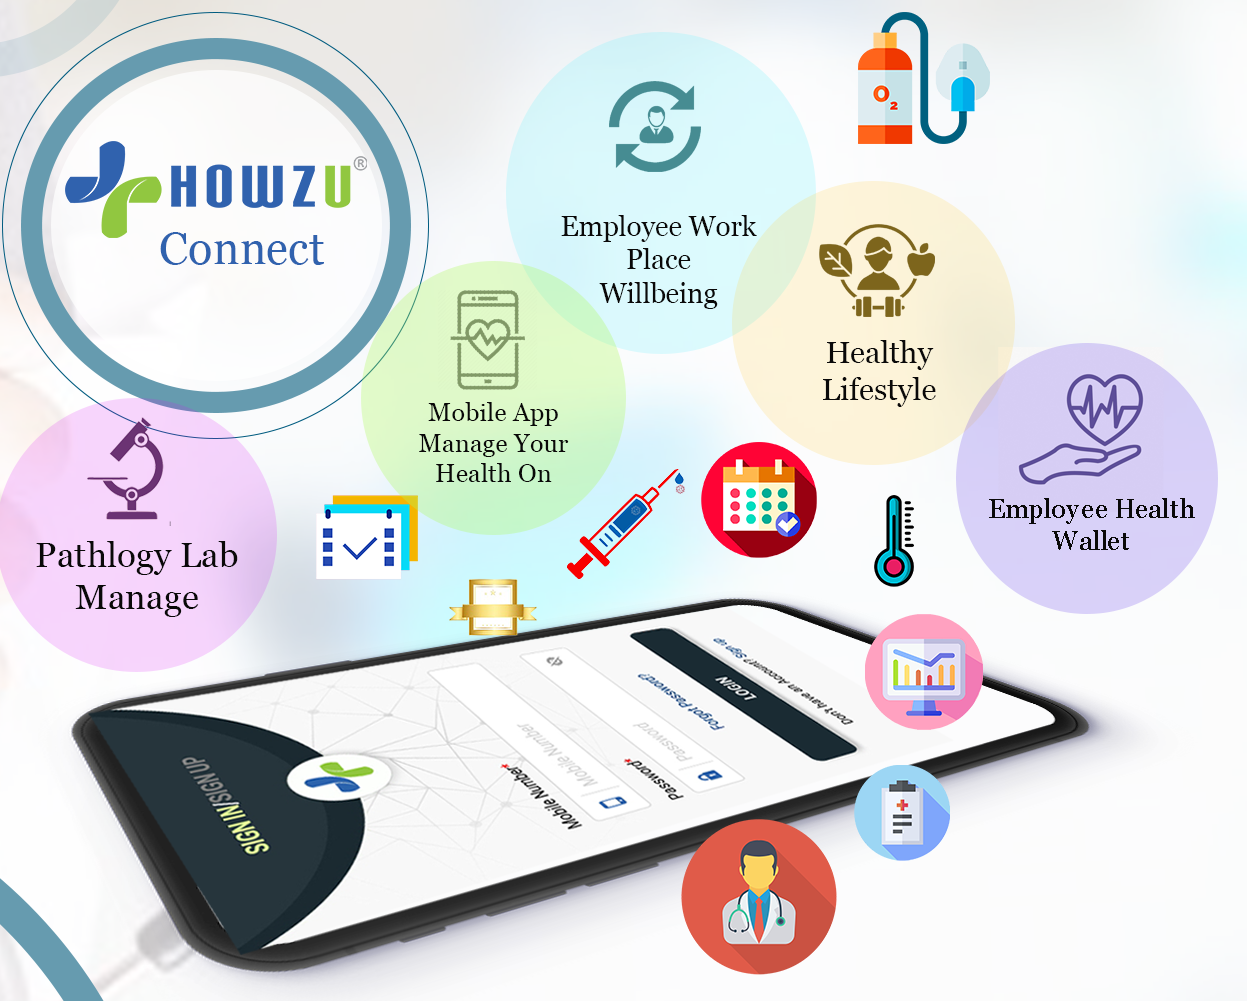 HOWZU®
Connect
Employee Work
Place
Willbeing
O2
Healthy
Lifestyle
Mobile App
Manage Your
Health On
Employee Health
Wallet
Pathlogy Lab
Manage
SIGN IN/SIGN UP
Mobile Number*
Mobile Number
Password*
Password
Forgot Password?
LOGIN
Don't have an Account? Sign up